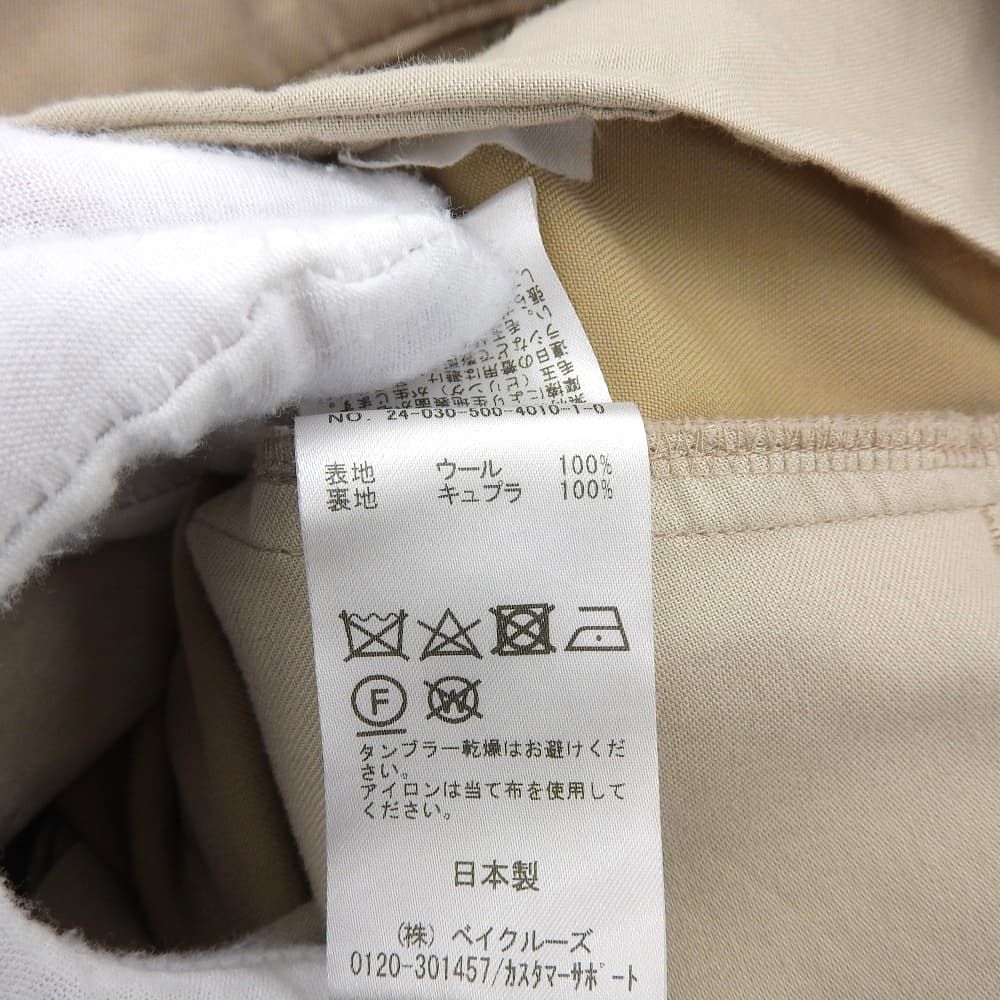 NO. 24-030-500-4010-1-0
表地 ウール 100%
裏地 キュプラ 100%
F
W
タンブラー乾燥はお避けくだ
さい。
アイロンは当て布を使用して
ください。
日本製
(株) ベイクルーズ
0120-301457/カスタマーサポート